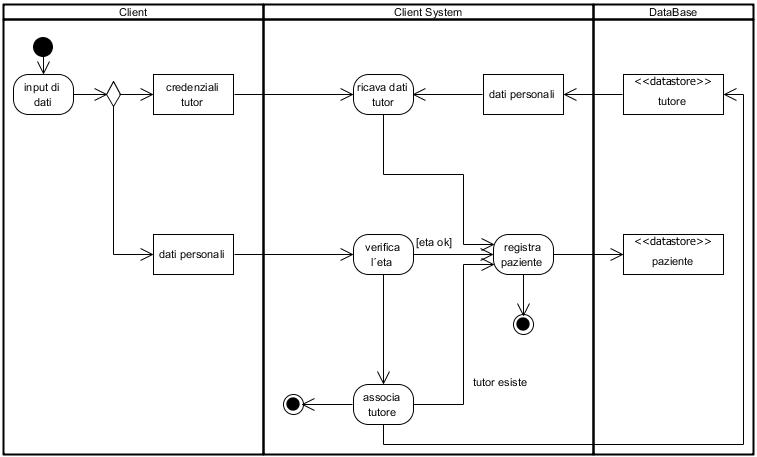 Client
Client System
DataBase
input di
dati
credenziali
tutor
ricava dati
tutor
dati personali
<<datastore>>
tutore
dati personali
verifica
l´eta
[eta ok]
registra
paziente
<<datastore>>
paziente
associa
tutore
tutor esiste